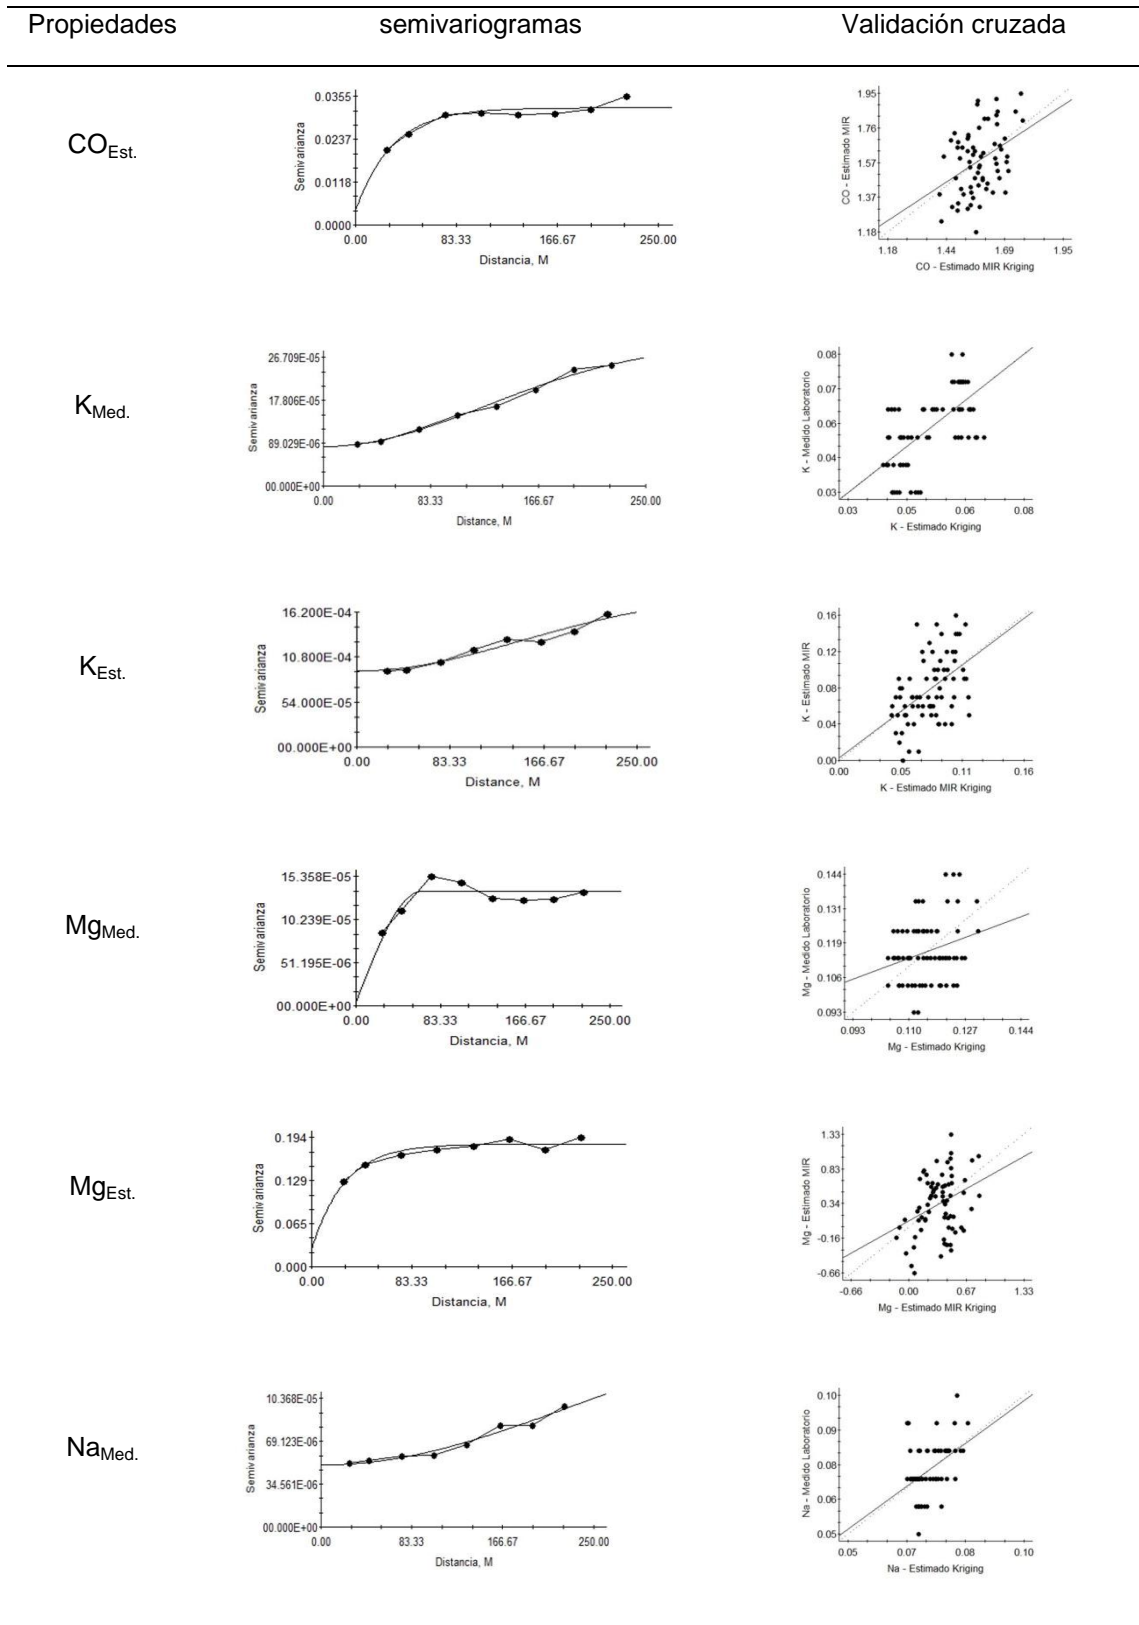 Propiedades semivariogramas Validación cruzada
CO Est.
Semivarianza
0.0355
0.0237
0.0118
0.0000
0.00 83.33 166.67 250.00
Distancia, M
CO - Estimado MIR
1.95
1.76
1.57
1.37
1.18
1.18 1.44 1.69 1.95
CO - Estimado MIR Kriging
K Med.
Semivarianza
26.709E-05
17.806E-05
89.029E-06
00.000E+00
0.00 83.33 166.67 250.00
Distance, M
K - Medido Laboratorio
0.08
0.07
0.06
0.04
0.03
0.03 0.05 0.06 0.08
K - Estimado Kriging
K Est.
Semivarianza
16.200E-04
10.800E-04
54.000E-05
00.000E+00
0.00 83.33 166.67 250.00
Distance, M
K - Estimado MIR
0.16
0.12
0.08
0.04
0.00
0.00 0.05 0.11 0.16
K - Estimado MIR Kriging
Mg Med.
Semivarianza
15.358E-05
10.239E-05
51.195E-06
00.000E+00
0.00 83.33 166.67 250.00
Distancia, M
Mg - Medido Laboratorio
0.144
0.131
0.119
0.106
0.093
0.093 0.110 0.127 0.144
Mg - Estimado Kriging
Mg Est.
Semivarianza
0.194
0.129
0.065
0.000
0.00 83.33 166.67 250.00
Distancia, M
Mg - Estimado MIR
1.33
0.83
0.34
-0.16
-0.66
-0.66 0.00 0.67 1.33
Mg - Estimado MIR Kriging
Na Med.
Semivarianza
10.368E-05
69.123E-06
34.561E-06
00.000E+00
0.00 83.33 166.67 250.00
Distancia, M
Na - Medido Laboratorio
0.10
0.09
0.08
0.06
0.05
0.05 0.07 0.08 0.10
Na - Estimado Kriging